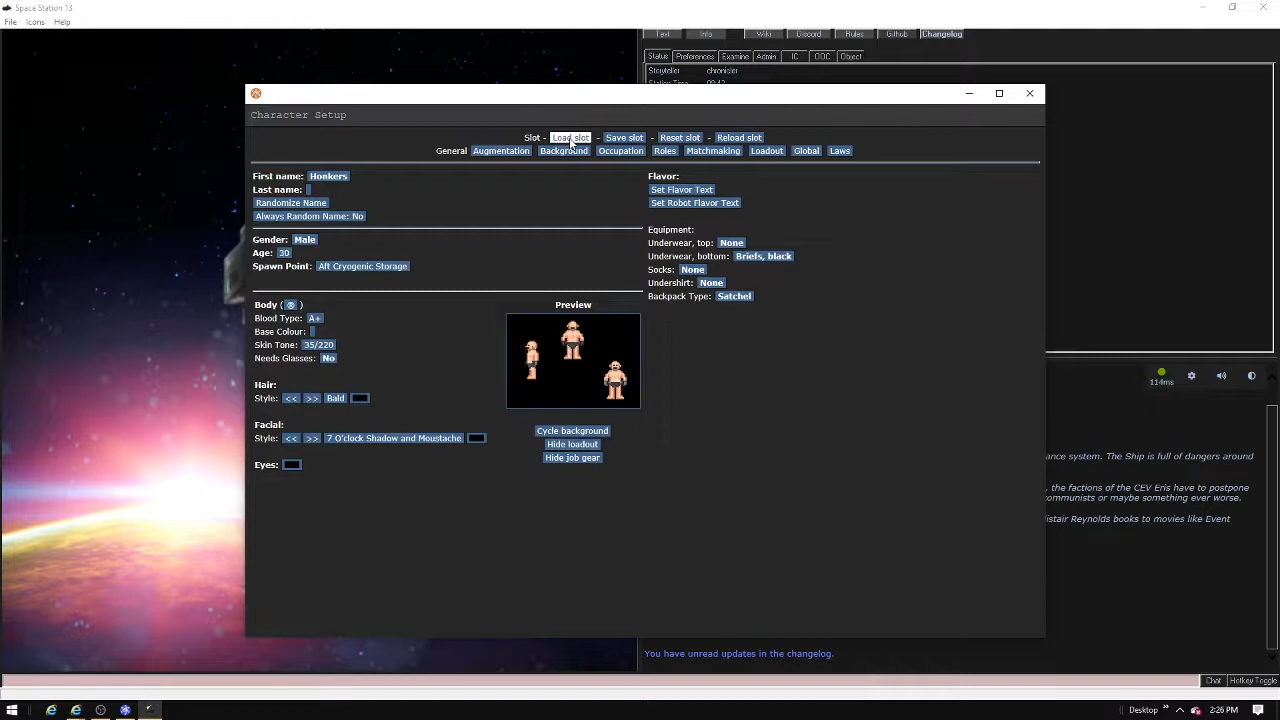 Space Station 13
File Icons Help
Text Info Wiki Discord Rules Github Changelog
Status Preferences Examine Admin IC OOC Object
Storyteller chronicler
Character Setup
Slot - Load slot - Save slot - Reset slot - Reload slot
General Augmentation Background Occupation Roles Matchmaking Loadout Global Laws
First name: Honkers
Last name:
Randomize Name
Always Random Name: No
Gender: Male
Age: 30
Spawn Point: Aft Cryogenic Storage
Body ( )
Blood Type: A+
Base Colour:
Skin Tone: 35/220
Needs Glasses: No
Hair:
Style: << >> Bald
Facial:
Style: << >> 7 O'clock Shadow and Moustache
Eyes:
Preview
Cycle background
Hide loadout
Hide job gear
Flavor:
Set Flavor Text
Set Robot Flavor Text
Equipment:
Underwear, top: None
Underwear, bottom: Briefs, black
Socks: None
Undershirt: None
Backpack Type: Satchel
114ms
ance system. The Ship is full of dangers around
, the factions of the CEV Eris have to postpone
ommunists or maybe something ever worse.
istair Reynolds books to movies like Event
You have unread updates in the changelog.
Chat Hotkey Toggle
Desktop 2:26 PM